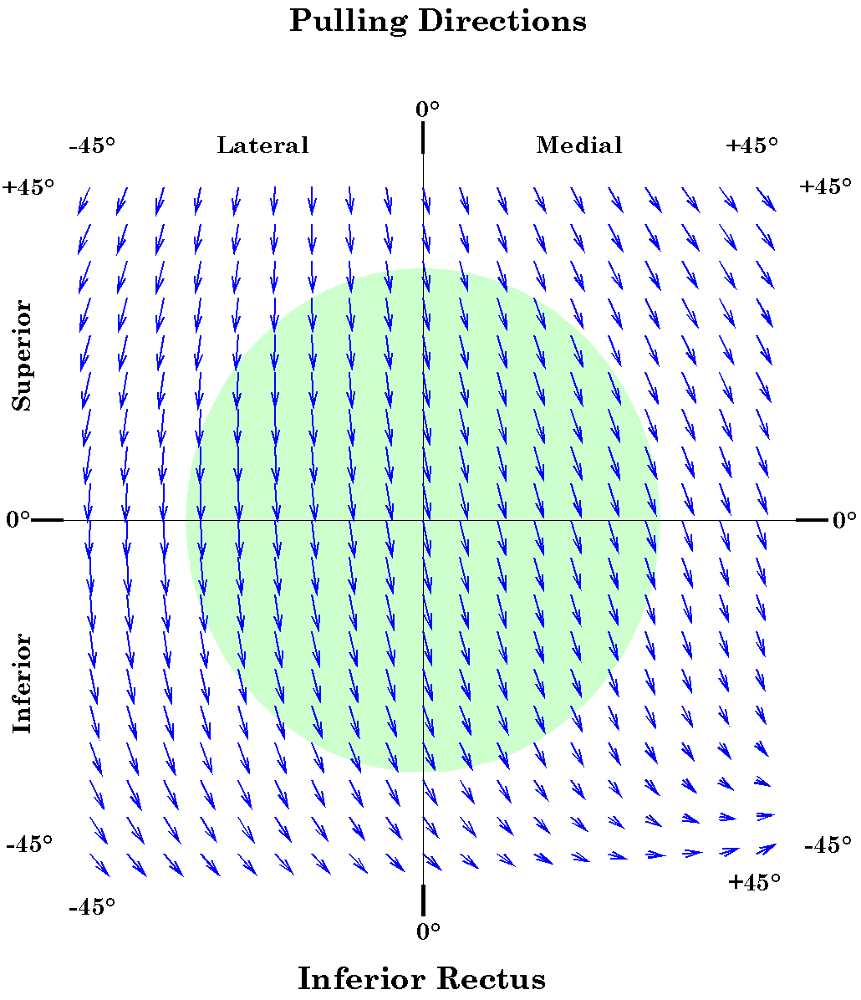 Pulling Directions
0°
-45° Lateral Medial +45°
+45° +45°
Superior
0° 0°
Inferior
-45° -45°
+45°
-45°
0°
Inferior Rectus